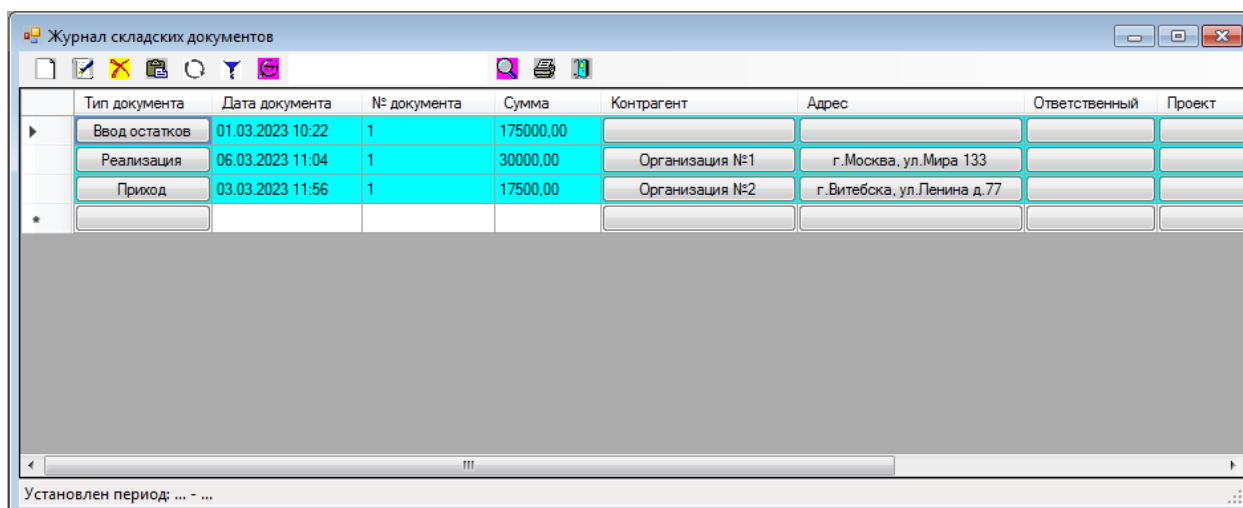 Журнал складских документов
Тип документа Дата документа № документа Сумма Контрагент Адрес Ответственный Проект
Ввод остатков 01.03.2023 10:22 1 175000,00
Реализация 06.03.2023 11:04 1 30000,00 Организация №1 г.Москва, ул.Мира 133
Приход 03.03.2023 11:56 1 17500,00 Организация №2 г.Витебска, ул.Ленина д.77
*
Установлен период: ... - ...